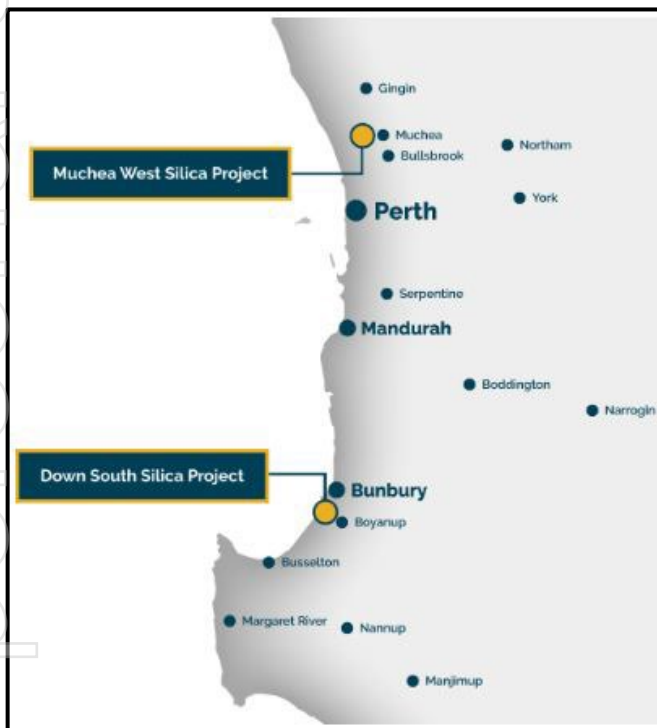 Gingin
Muchea
Northam
Bullsbrook
Muchea West Silica Project
York
Perth
Serpentine
Mandurah
Boddington
Narrogin
Down South Silica Project
Bunbury
Boyanup
Busselton
Margaret River
Nannup
Manjimup